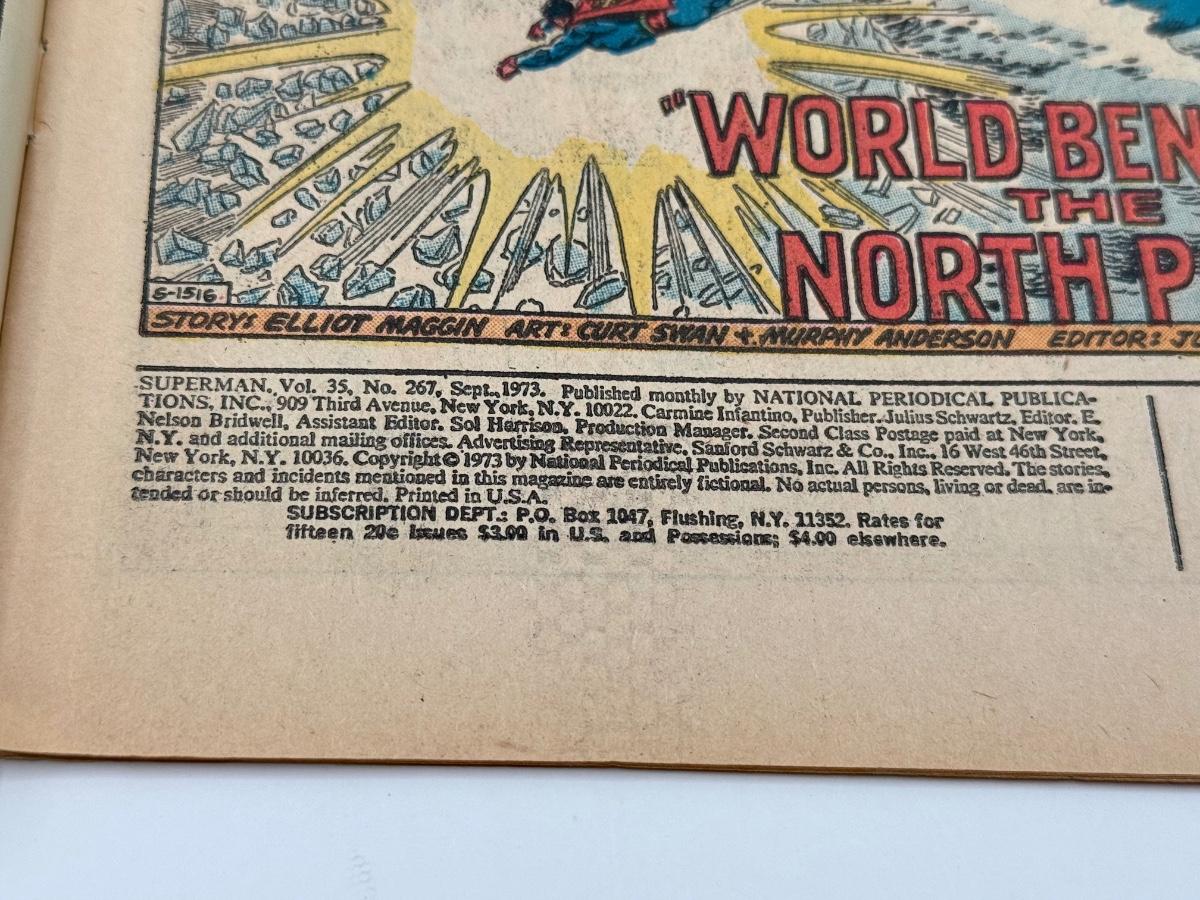 "WORLD BEN
THE
NORTH P
S-1516
STORY: ELLIOT MAGGIN ART: CURT SWAN + MURPHY ANDERSON EDITOR: JU
SUPERMAN. Vol. 35, No. 267, Sept., 1973. Published monthly by NATIONAL PERIODICAL PUBLICA-
TIONS, INC., 909 Third Avenue, New York, N.Y. 10022. Carmine Infantino, Publisher. Julius Schwartz, Editor. E.
Nelson Bridwell, Assistant Editor. Sol Harrison, Production Manager. Second Class Postage paid at New York,
N.Y. and additional mailing offices. Advertising Representative, Sanford Schwarz & Co., Inc., 16 West 46th Street,
New York, N.Y. 10036. Copyright © 1973 by National Periodical Publications, Inc. All Rights Reserved. The stories,
characters and incidents mentioned in this magazine are entirely fictional. No actual persons, living or dead, are in-
tended or should be inferred. Printed in U.S.A.
SUBSCRIPTION DEPT.: P.O. Box 1047, Flushing, N.Y. 11352. Rates for
fifteen 20c issues $3.00 in U.S. and Possessions; $4.00 elsewhere.